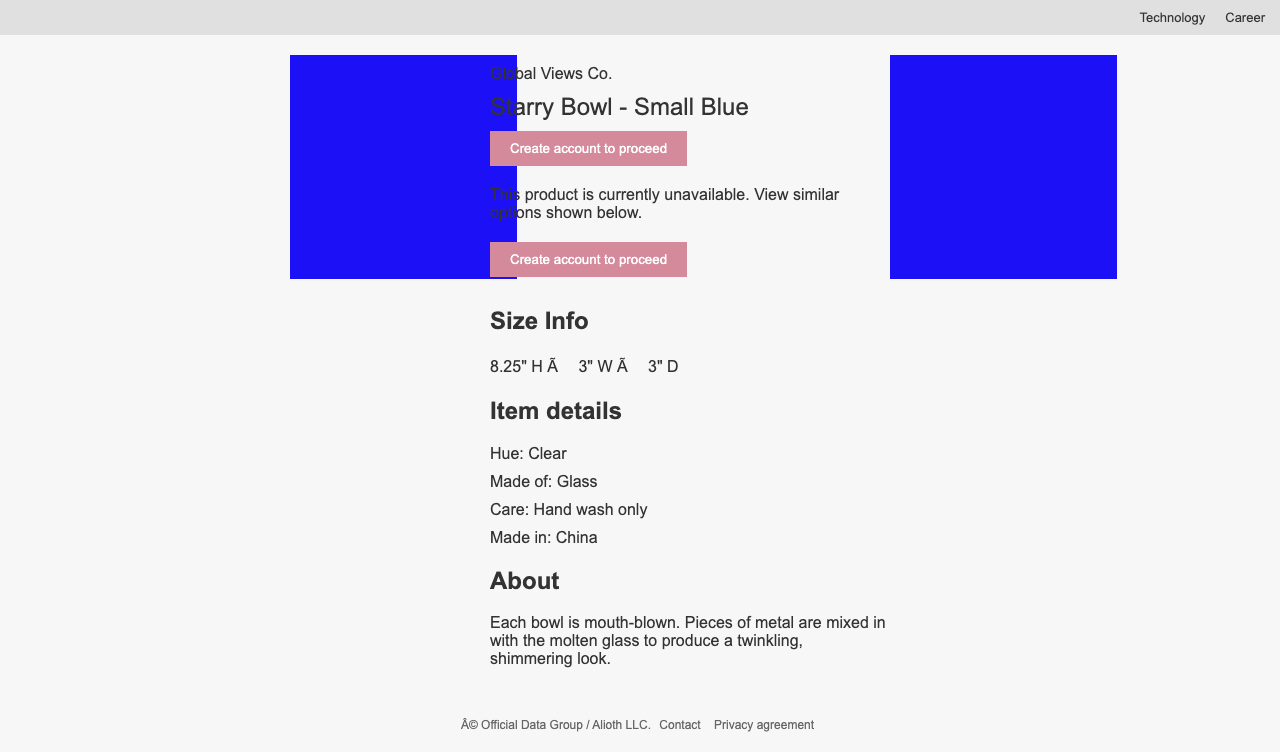 Technology Career
Global Views Co.
Starry Bowl - Small Blue
Create account to proceed
This product is currently unavailable. View similar
options shown below.
Create account to proceed
Size Info
8.25" H Ã 3" W Ã 3" D
Item details
Hue: Clear
Made of: Glass
Care: Hand wash only
Made in: China
About
Each bowl is mouth-blown. Pieces of metal are mixed in
with the molten glass to produce a twinkling,
shimmering look.
Â© Official Data Group / Alioth LLC. Contact Privacy agreement